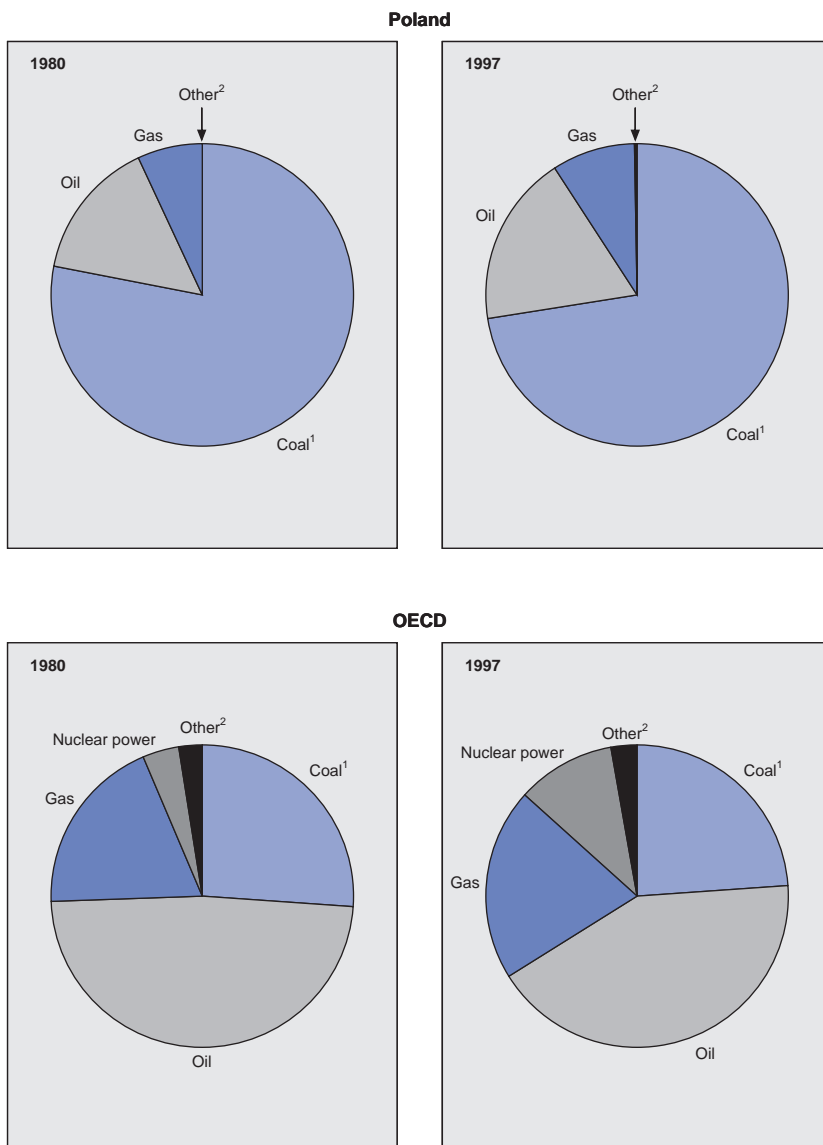 Poland
1980
Other²
Gas
Oil
Coal¹
1997
Other²
Gas
Oil
Coal¹
OECD
1980
Other²
Nuclear power
Coal¹
Gas
Oil
1997
Other²
Nuclear power
Coal¹
Gas
Oil